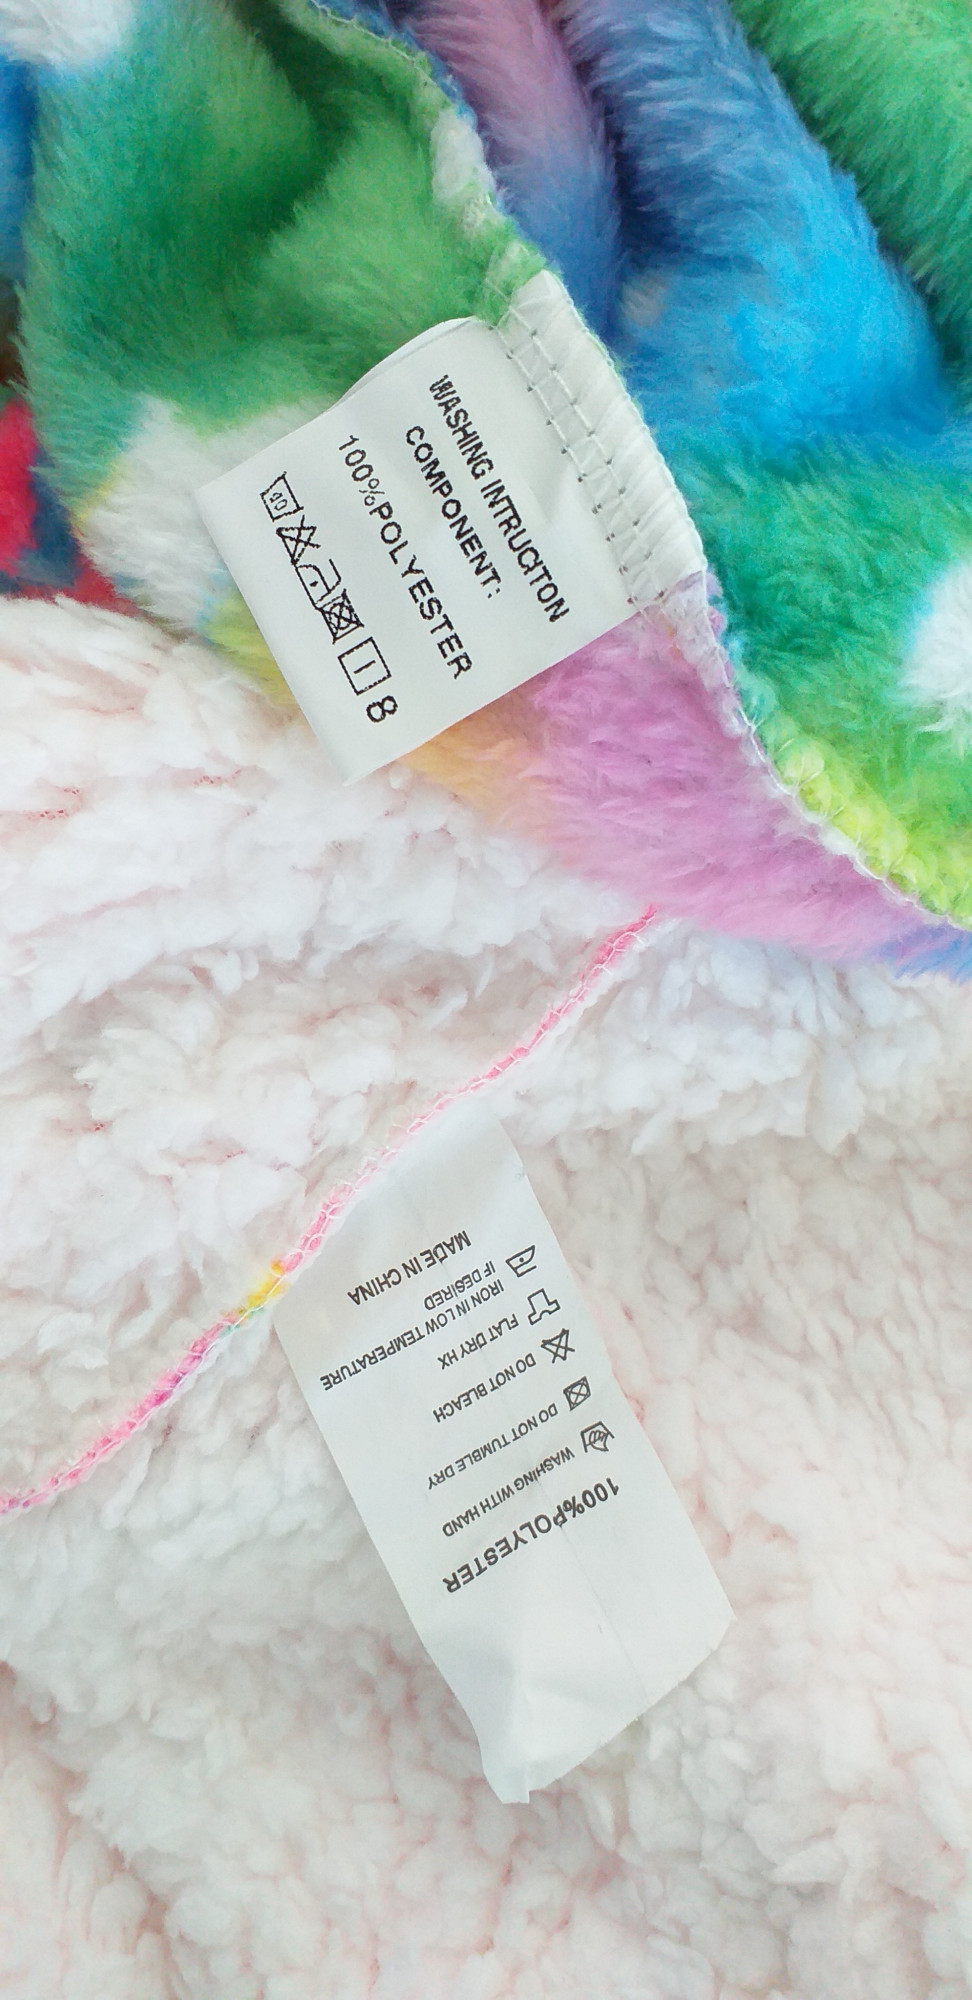 WASHING INTRUCITON
COMPONENT:
100%POLYESTER
40
8
100%POLYESTER
WASHING WITH HAND
DO NOT TUMBLE DRY
DO NOT BLEACH
FLAT DRY HX
IRON IN LOW TEMPERATURE
IF DESIRED
MADE IN CHINA